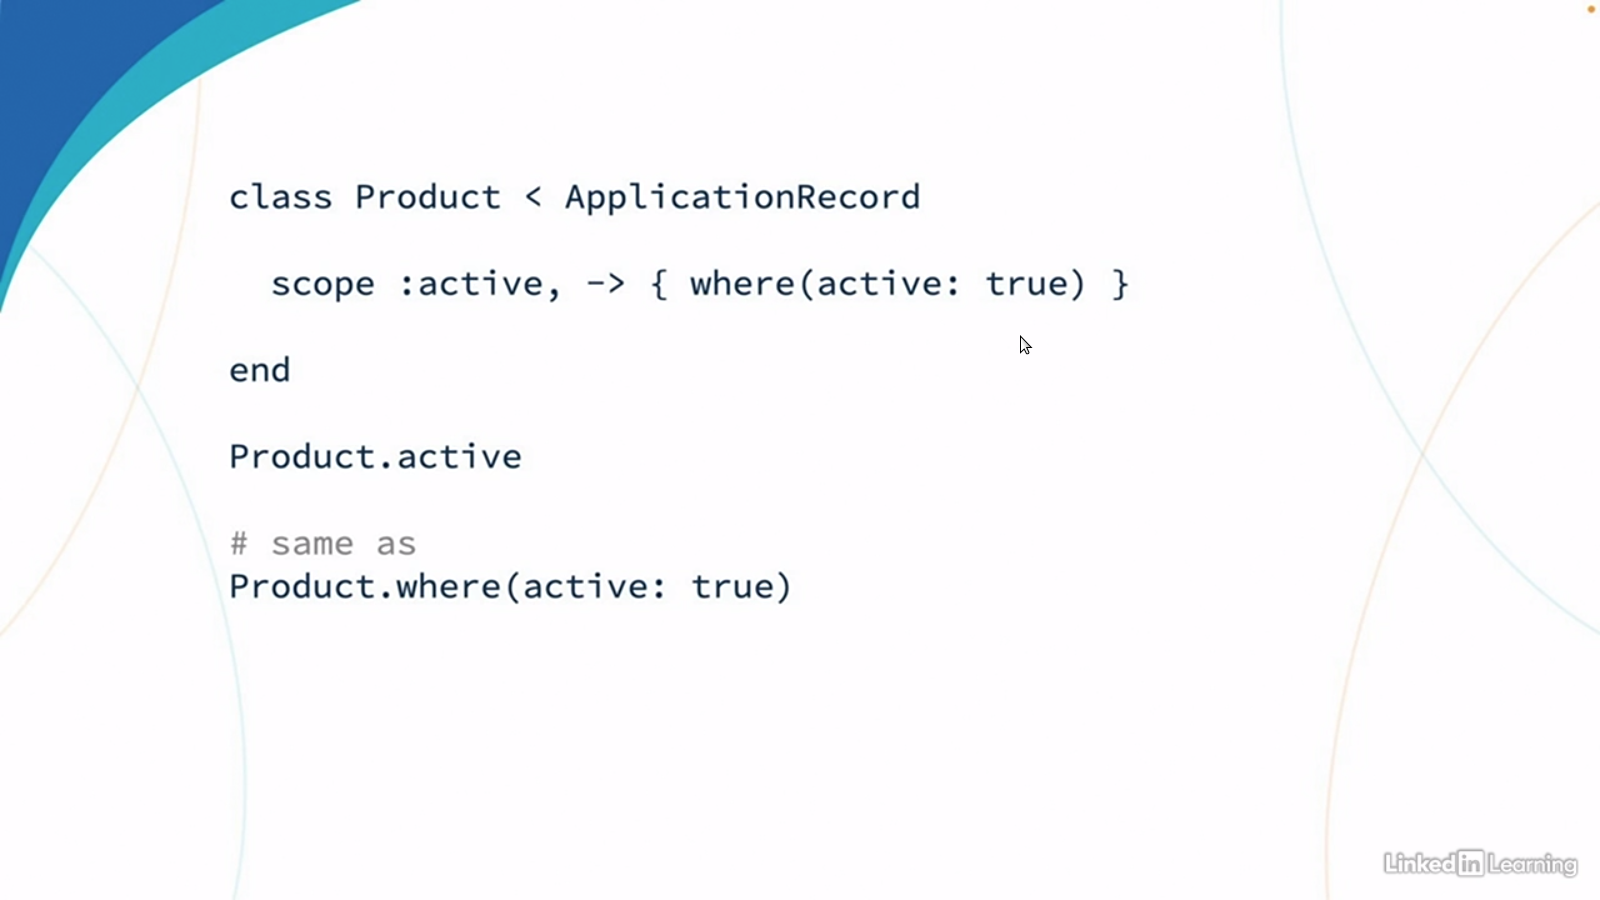 class Product < ApplicationRecord
  scope :active, -> { where(active: true) }
end
Product.active
# same as
Product.where(active: true)
LinkedIn Learning